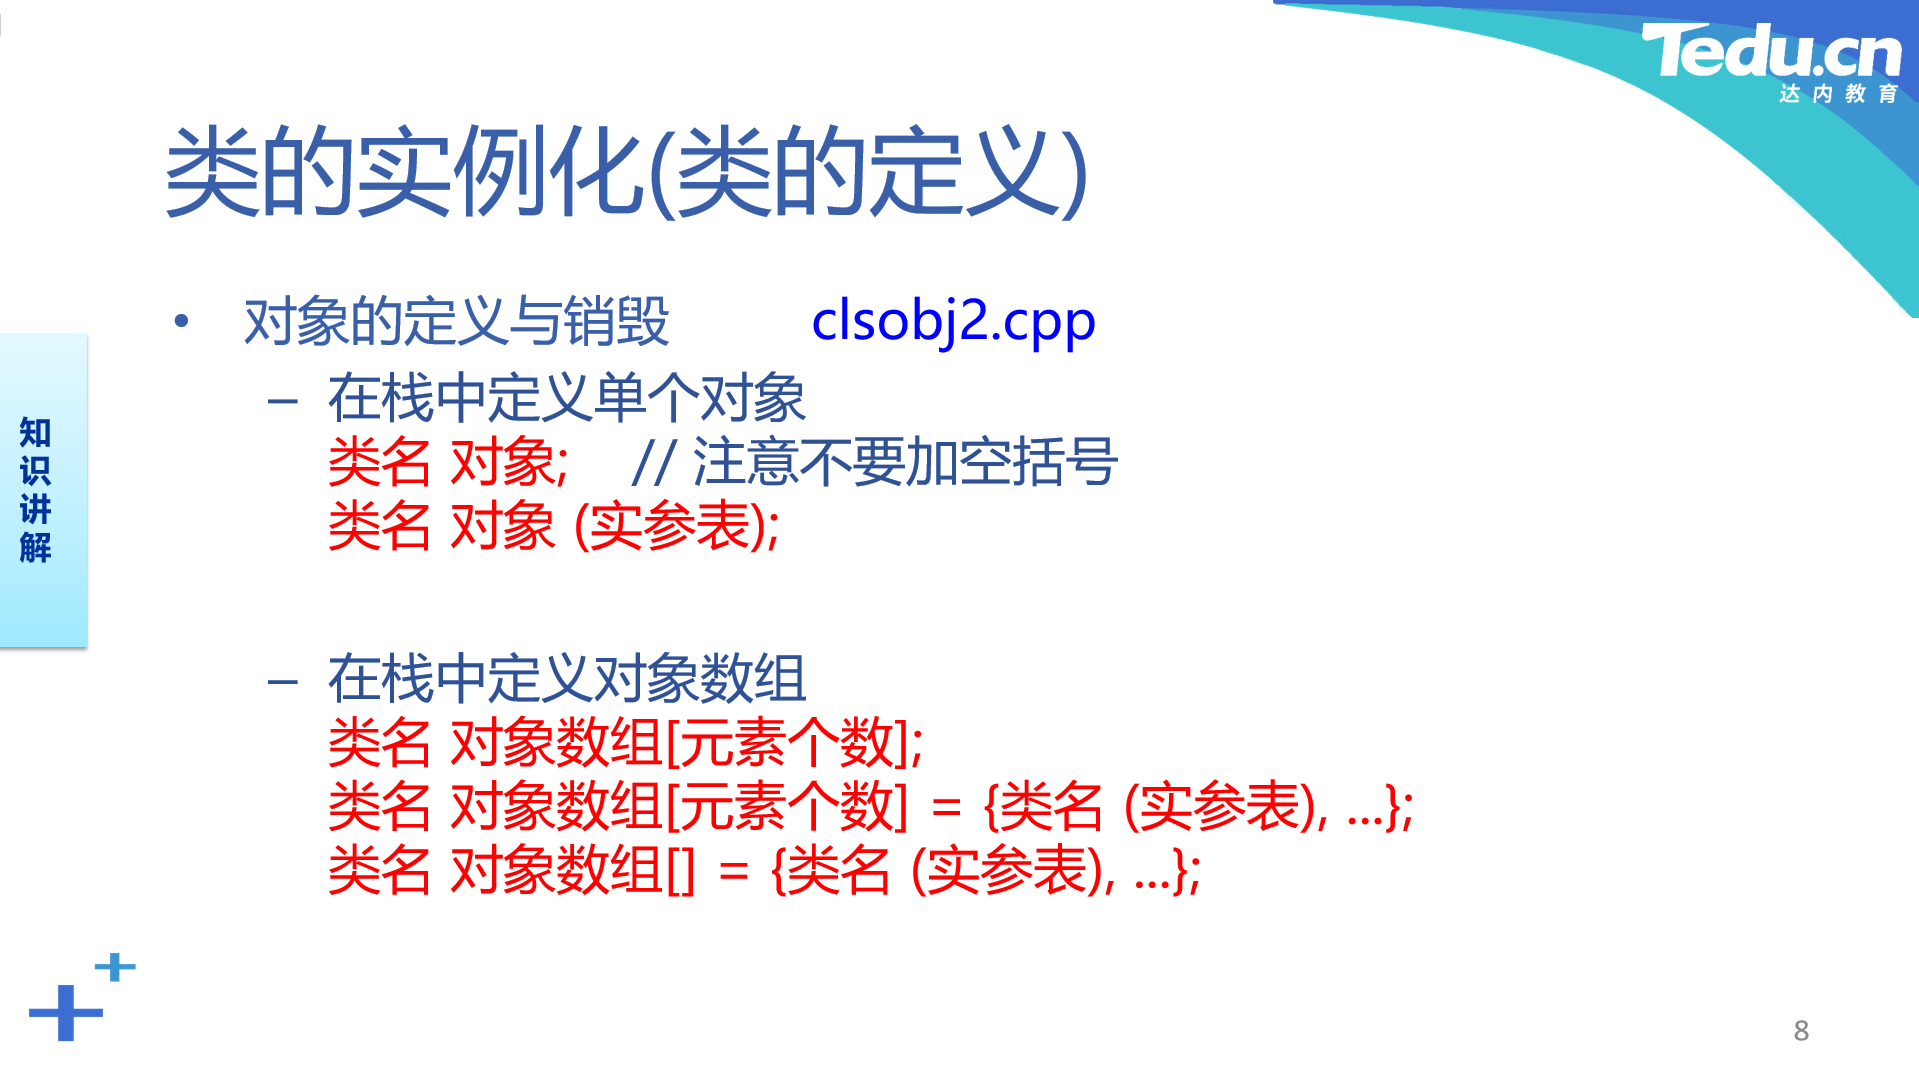 Tedu.cn
达内教育
类的实例化(类的定义)
• 对象的定义与销毁 clsobj2.cpp
– 在栈中定义单个对象
类名 对象; // 注意不要加空括号
类名 对象 (实参表);
知识讲解
– 在栈中定义对象数组
类名 对象数组[元素个数];
类名 对象数组[元素个数] = {类名 (实参表), ...};
类名 对象数组[] = {类名 (实参表), ...};
8